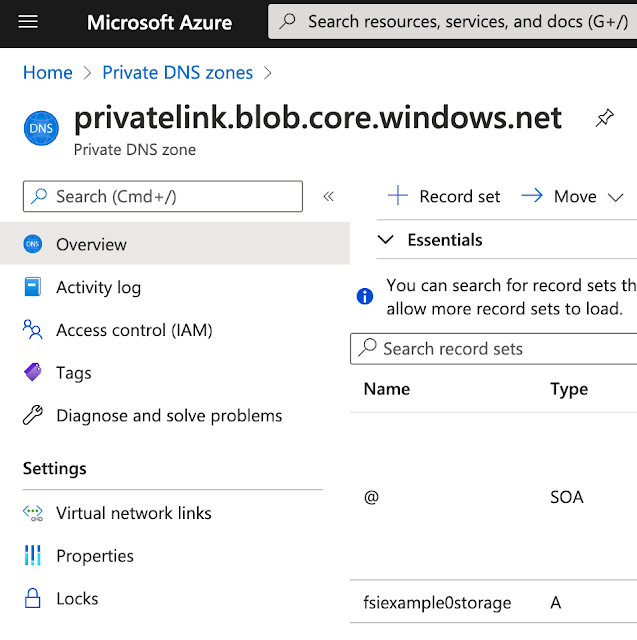 Microsoft Azure
Search resources, services, and docs (G+/)
Home > Private DNS zones >
DNS
privatelink.blob.core.windows.net
Private DNS zone
Search (Cmd+/)
«
+ Record set → Move
Overview
Activity log
Access control (IAM)
Tags
Diagnose and solve problems
Settings
Virtual network links
Properties
Locks
Essentials
You can search for record sets th
allow more record sets to load.
Search record sets
Name Type
@ SOA
fsiexample0storage A